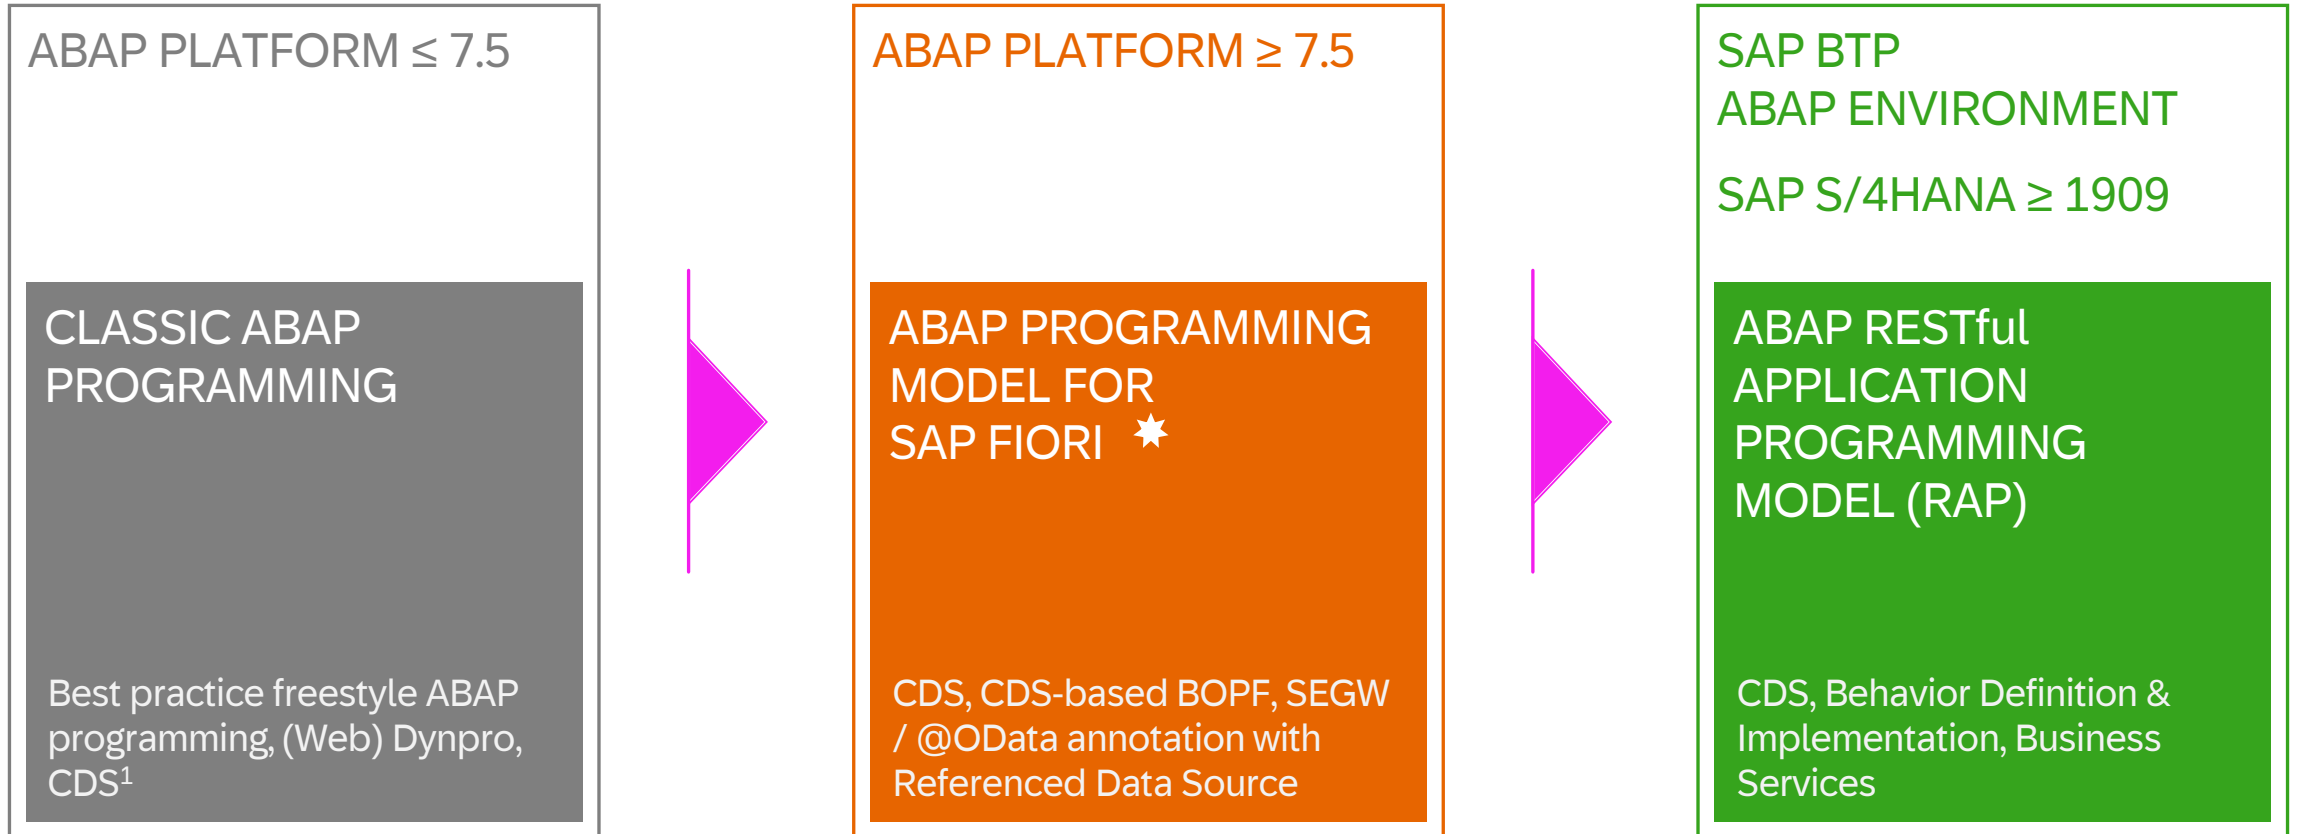 ABAP PLATFORM ≤ 7.5
CLASSIC ABAP
PROGRAMMING
Best practice freestyle ABAP
programming, (Web) Dynpro,
CDS¹
ABAP PLATFORM ≥ 7.5
ABAP PROGRAMMING
MODEL FOR
SAP FIORI
CDS, CDS-based BOPF, SEGW
/ @OData annotation with
Referenced Data Source
SAP BTP
ABAP ENVIRONMENT
SAP S/4HANA ≥ 1909
ABAP RESTful
APPLICATION
PROGRAMMING
MODEL (RAP)
CDS, Behavior Definition &
Implementation, Business
Services